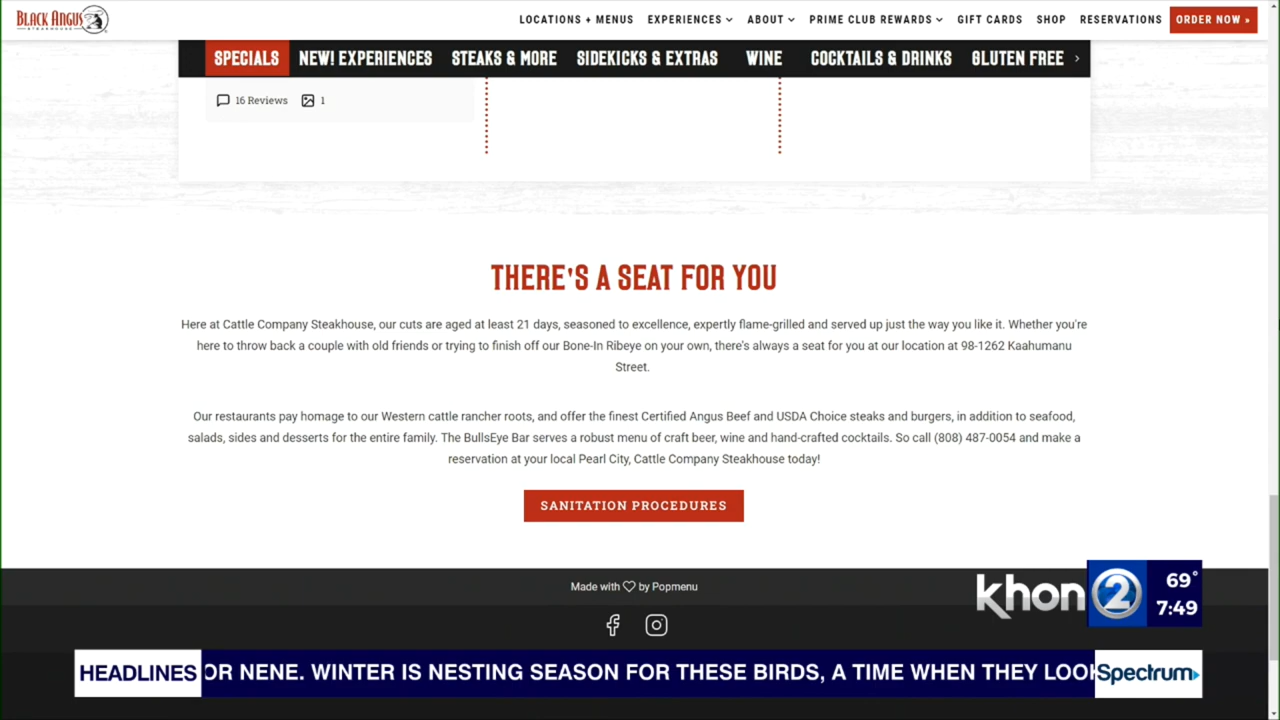 BLACK ANGUS
STEAKHOUSE
LOCATIONS + MENUS EXPERIENCES ABOUT PRIME CLUB REWARDS GIFT CARDS SHOP RESERVATIONS ORDER NOW »
SPECIALS NEW! EXPERIENCES STEAKS & MORE SIDEKICKS & EXTRAS WINE COCKTAILS & DRINKS GLUTEN FREE ›
16 Reviews 1
THERE'S A SEAT FOR YOU
Here at Cattle Company Steakhouse, our cuts are aged at least 21 days, seasoned to excellence, expertly flame-grilled and served up just the way you like it. Whether you're
here to throw back a couple with old friends or trying to finish off our Bone-In Ribeye on your own, there's always a seat for you at our location at 98-1262 Kaahumanu
Street.
Our restaurants pay homage to our Western cattle rancher roots, and offer the finest Certified Angus Beef and USDA Choice steaks and burgers, in addition to seafood,
salads, sides and desserts for the entire family. The BullsEye Bar serves a robust menu of craft beer, wine and hand-crafted cocktails. So call (808) 487-0054 and make a
reservation at your local Pearl City, Cattle Company Steakhouse today!
SANITATION PROCEDURES
Made with ♡ by Popmenu
khon 2 69°
7:49
HEADLINES OR NENE. WINTER IS NESTING SEASON FOR THESE BIRDS, A TIME WHEN THEY LOO Spectrum